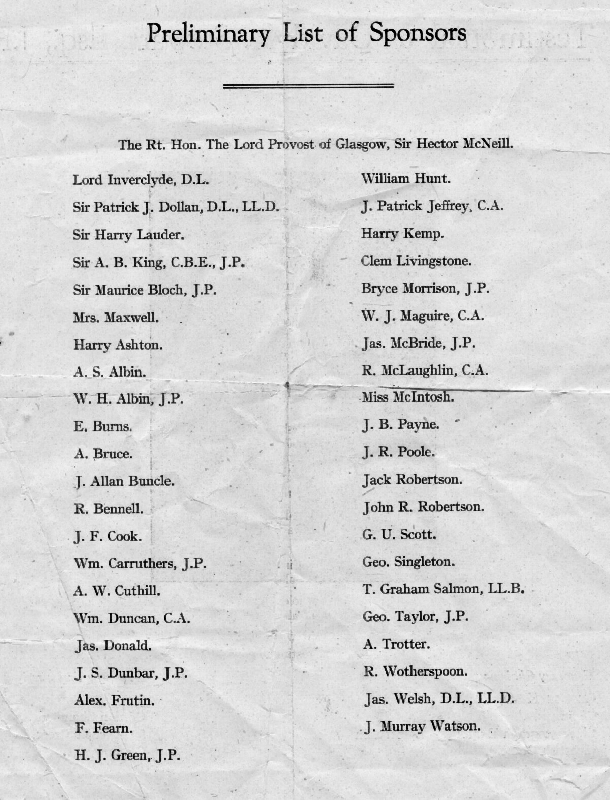 Preliminary List of Sponsors
The Rt. Hon. The Lord Provost of Glasgow, Sir Hector McNeill.
Lord Inverclyde, D.L.
Sir Patrick J. Dollan, D.L., LL.D.
Sir Harry Lauder.
Sir A. B. King, C.B.E., J.P.
Sir Maurice Bloch, J.P.
Mrs. Maxwell.
Harry Ashton.
A. S. Albin.
W. H. Albin, J.P.
E. Burns.
A. Bruce.
J. Allan Buncle.
R. Bennell.
J. F. Cook.
Wm. Carruthers, J.P.
A. W. Cuthill.
Wm. Duncan, C.A.
Jas. Donald.
J. S. Dunbar, J.P.
Alex. Frutin.
F. Fearn.
H. J. Green, J.P.
William Hunt.
J. Patrick Jeffrey, C.A.
Harry Kemp.
Clem Livingstone.
Bryce Morrison, J.P.
W. J. Maguire, C.A.
Jas. McBride, J.P.
R. McLaughlin, C.A.
Miss McIntosh.
J. B. Payne.
J. R. Poole.
Jack Robertson.
John R. Robertson.
G. U. Scott.
Geo. Singleton.
T. Graham Salmon, LL.B.
Geo. Taylor, J.P.
A. Trotter.
R. Wotherspoon.
Jas. Welsh, D.L., LL.D.
J. Murray Watson.